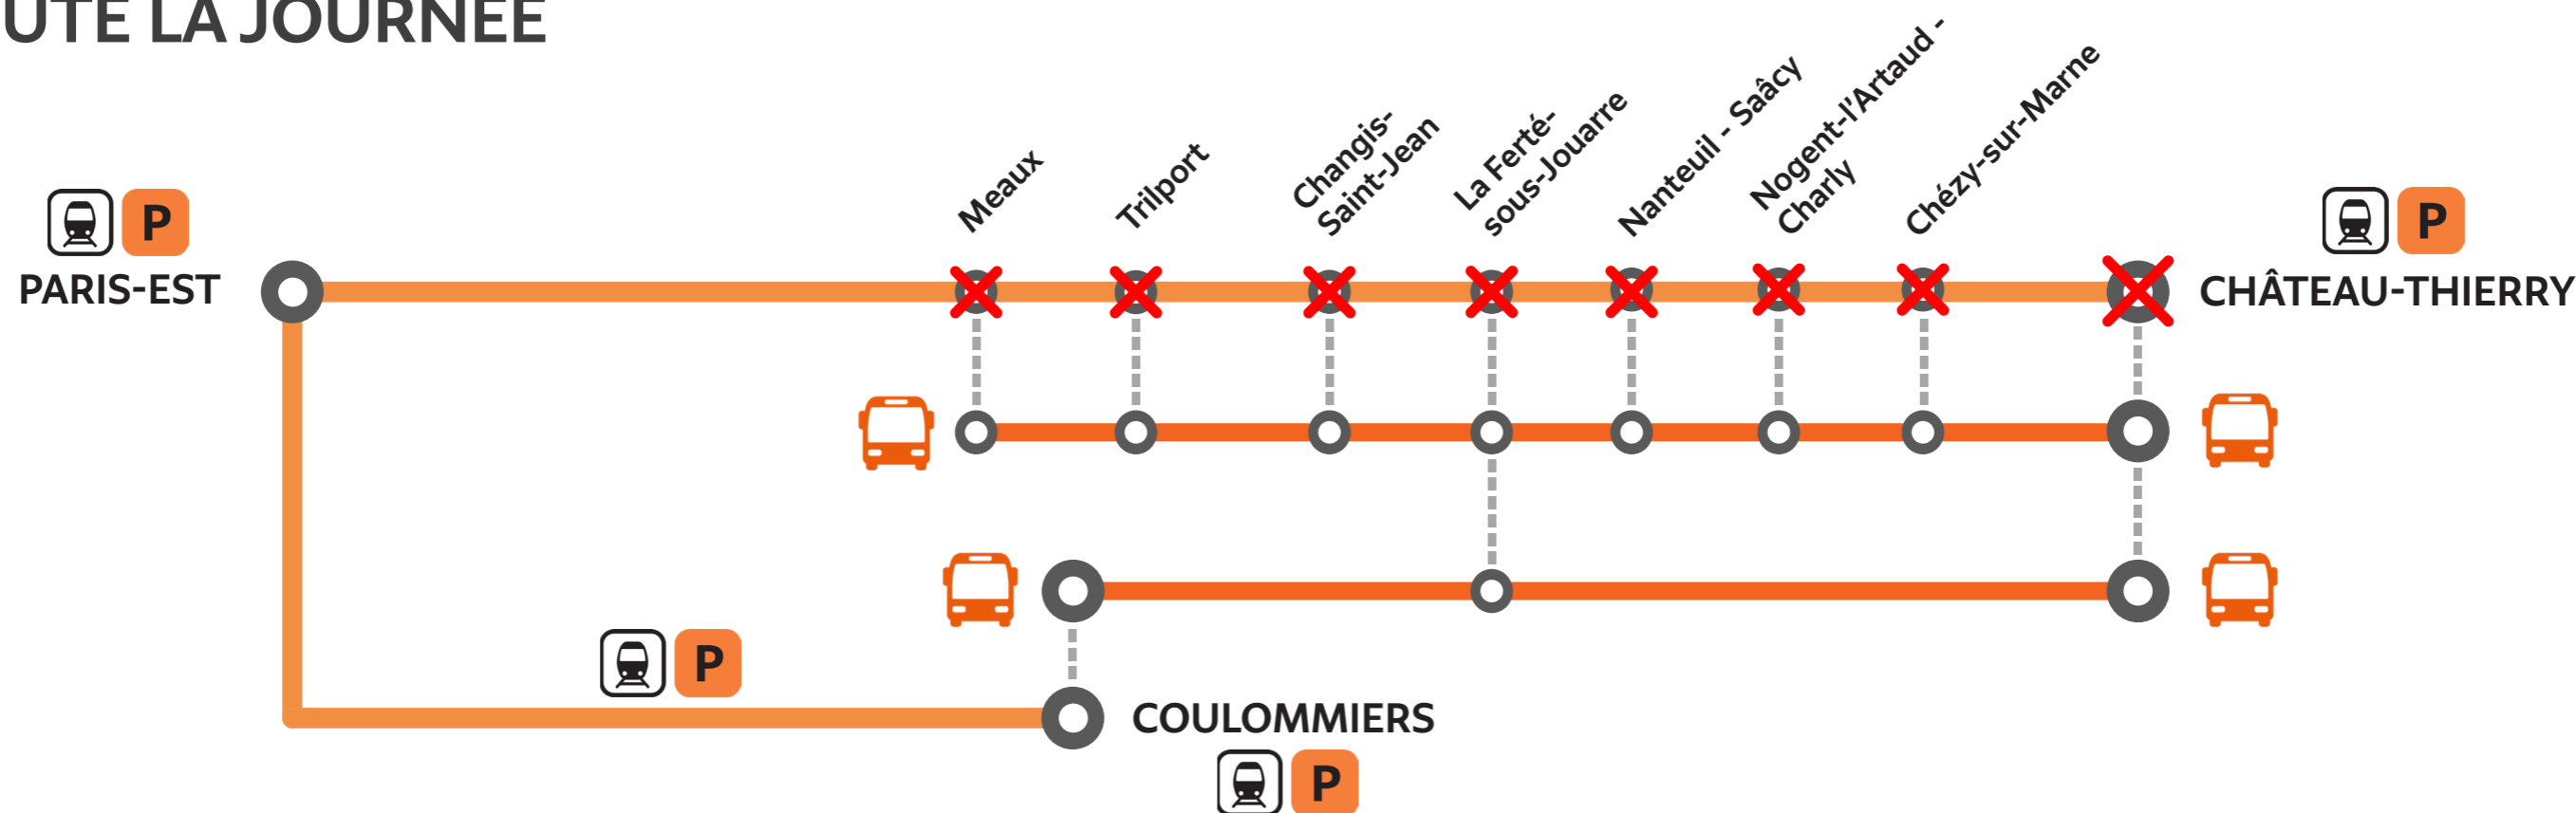 UTE LA JOURNÉE
Meaux
Trilport
Changis-
Saint-Jean
La Ferté-
sous-Jouarre
Nanteuil - Saâcy
Nogent-l'Artaud -
Charly
Chézy-sur-Marne
P
PARIS-EST
P
CHÂTEAU-THIERRY
P
COULOMMIERS
P